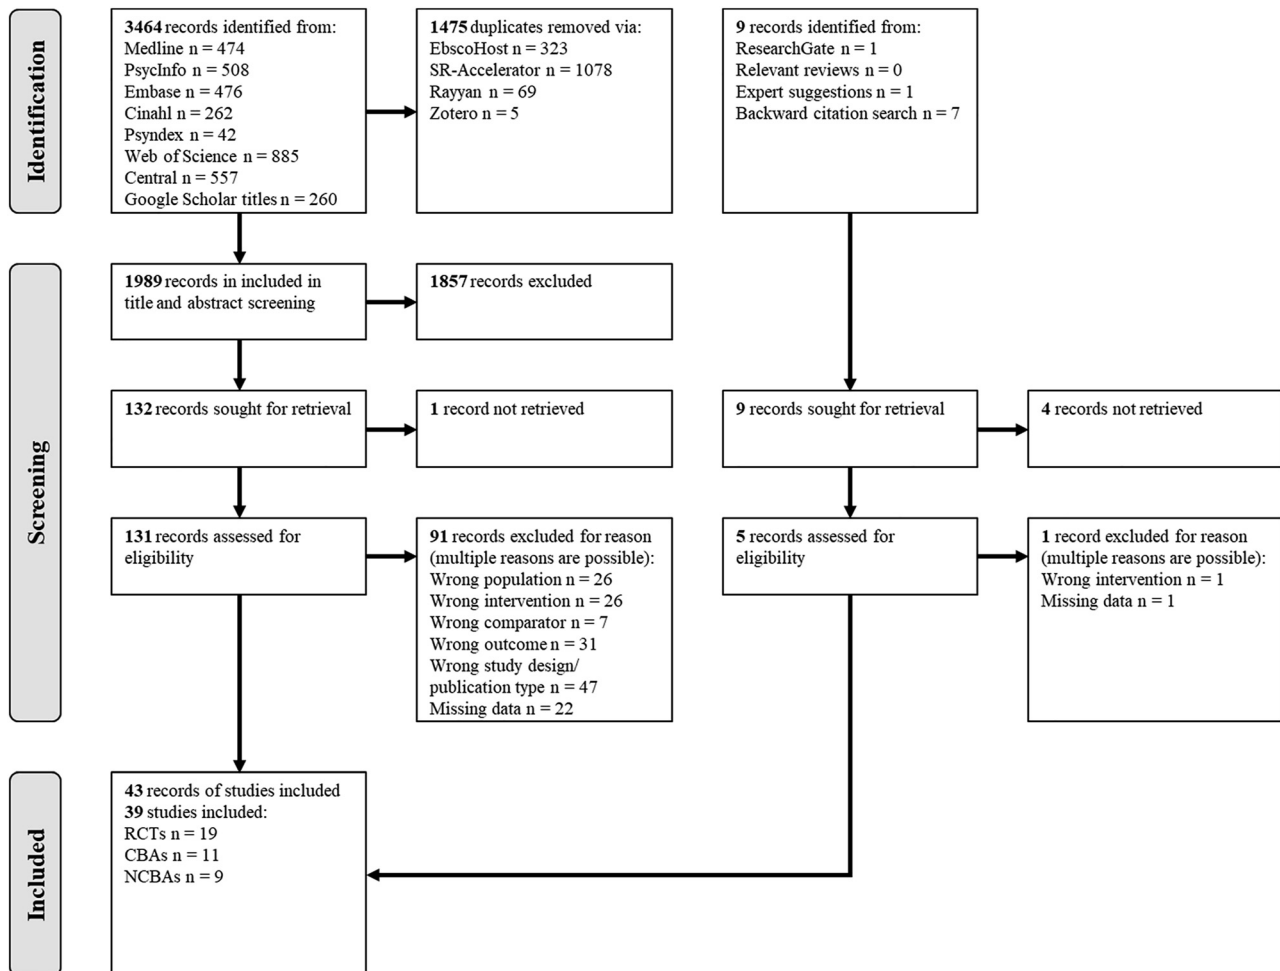 Identification
3464 records identified from:
Medline n = 474
PsycInfo n = 508
Embase n = 476
Cinahl n = 262
Psyndex n = 42
Web of Science n = 885
Central n = 557
Google Scholar titles n = 260
1475 duplicates removed via:
EbscoHost n = 323
SR-Accelerator n = 1078
Rayyan n = 69
Zotero n = 5
9 records identified from:
ResearchGate n = 1
Relevant reviews n = 0
Expert suggestions n = 1
Backward citation search n = 7
Screening
1989 records in included in
title and abstract screening
1857 records excluded
132 records sought for retrieval
1 record not retrieved
9 records sought for retrieval
4 records not retrieved
131 records assessed for
eligibility
91 records excluded for reason
(multiple reasons are possible):
Wrong population n = 26
Wrong intervention n = 26
Wrong comparator n = 7
Wrong outcome n = 31
Wrong study design/
publication type n = 47
Missing data n = 22
5 records assessed for
eligibility
1 record excluded for reason
(multiple reasons are possible):
Wrong intervention n = 1
Missing data n = 1
Included
43 records of studies included
39 studies included:
RCTs n = 19
CBAs n = 11
NCBAs n = 9